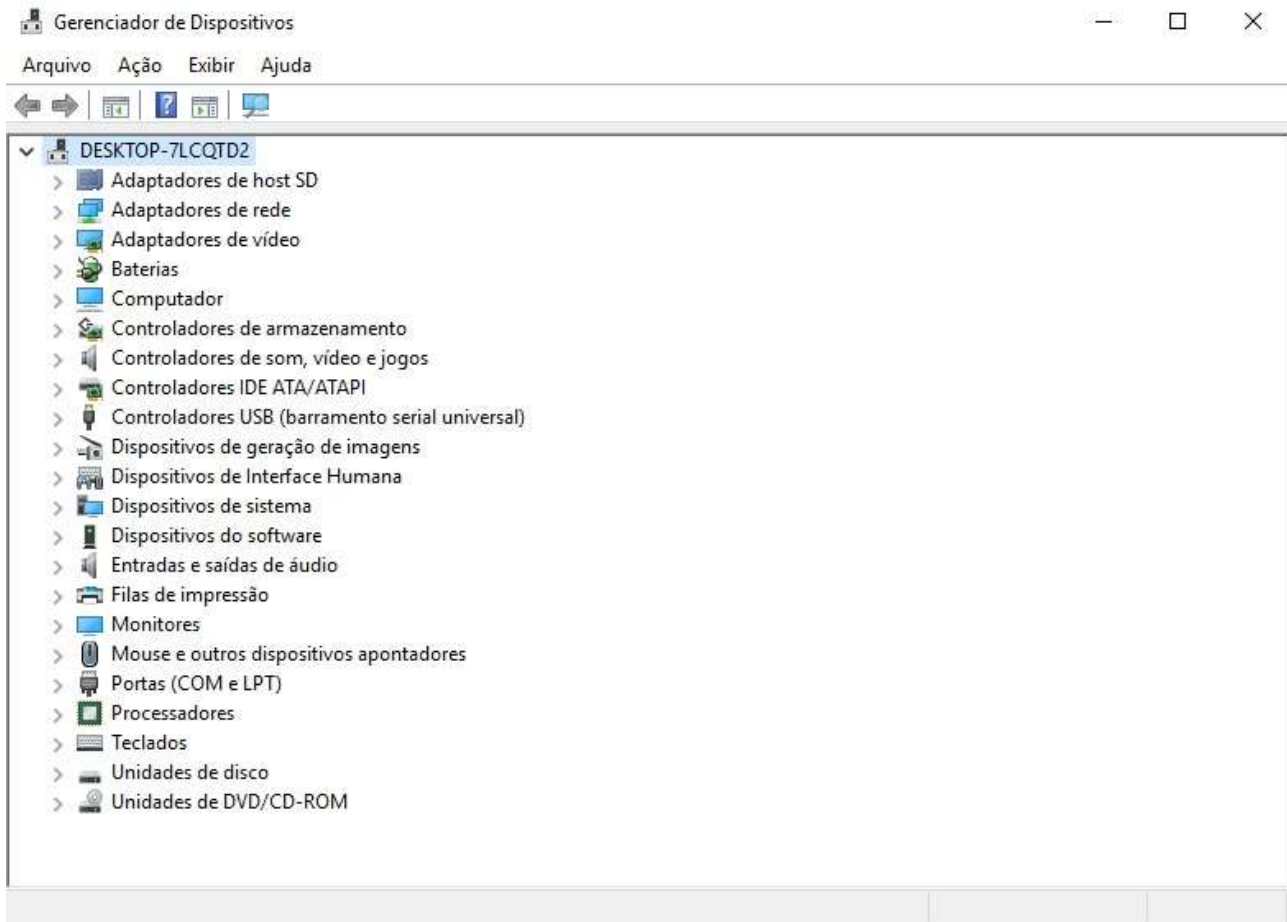 Gerenciador de Dispositivos
Arquivo Ação Exibir Ajuda
DESKTOP-7LCQTD2
Adaptadores de host SD
Adaptadores de rede
Adaptadores de vídeo
Baterias
Computador
Controladores de armazenamento
Controladores de som, vídeo e jogos
Controladores IDE ATA/ATAPI
Controladores USB (barramento serial universal)
Dispositivos de geração de imagens
Dispositivos de Interface Humana
Dispositivos de sistema
Dispositivos do software
Entradas e saídas de áudio
Filas de impressão
Monitores
Mouse e outros dispositivos apontadores
Portas (COM e LPT)
Processadores
Teclados
Unidades de disco
Unidades de DVD/CD-ROM